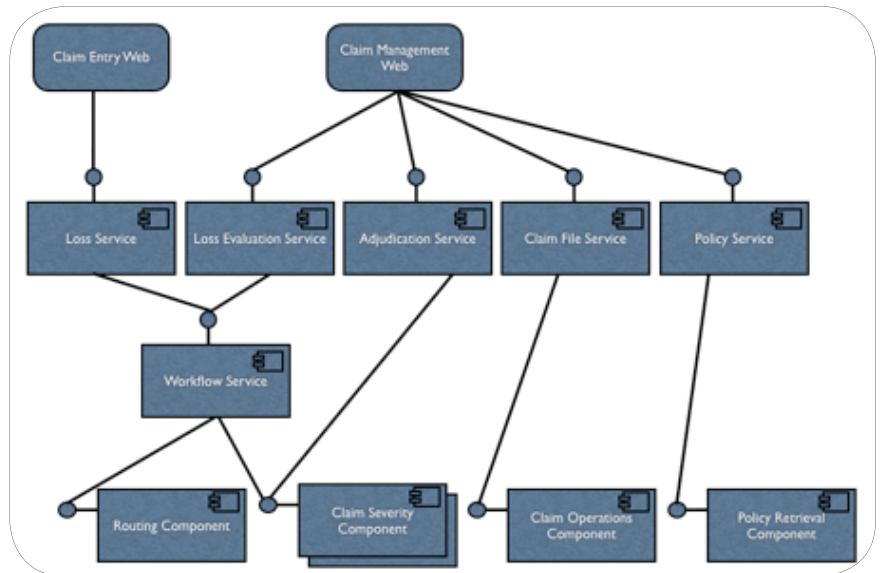 Claim Entry Web
Claim Management
Web
Loss Service
Loss Evaluation Service
Adjudication Service
Claim File Service
Policy Service
Workflow Service
Routing Component
Claim Severity
Component
Claim Operations
Component
Policy Retrieval
Component